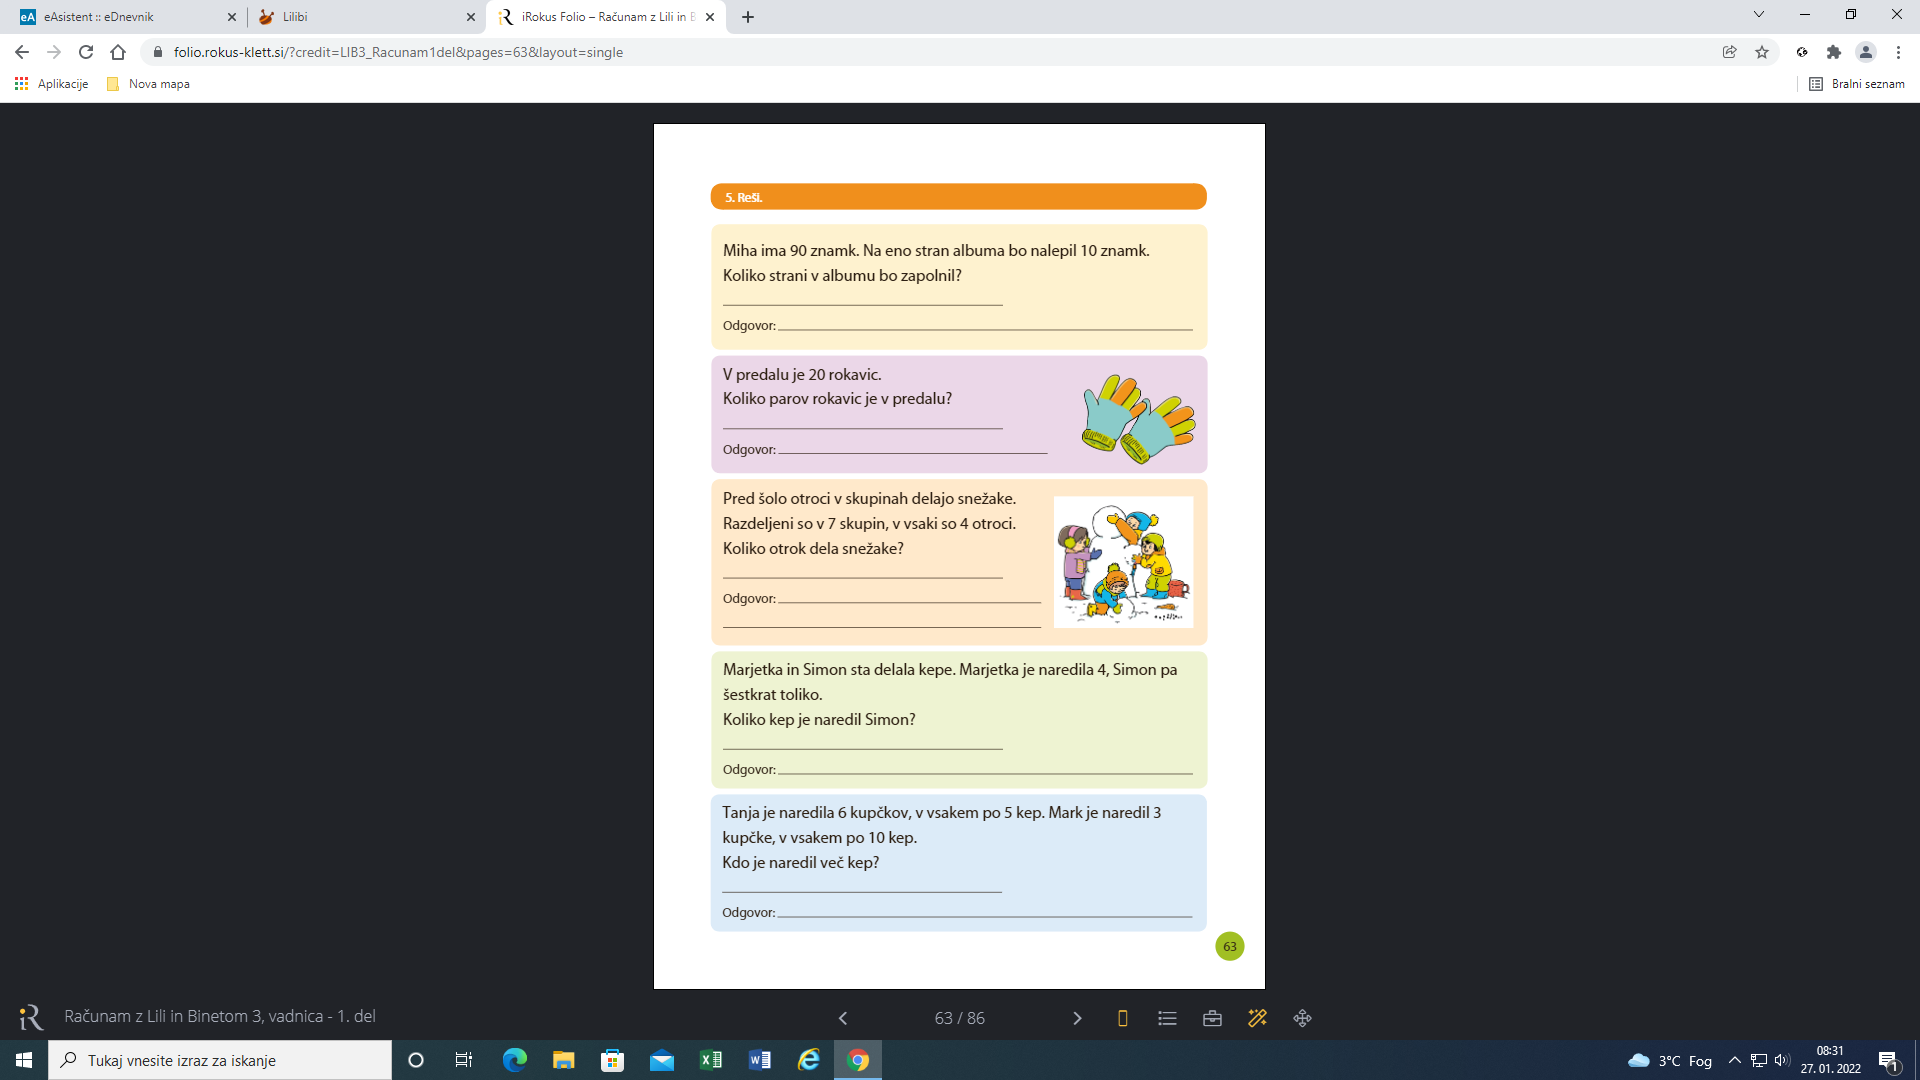 eAsistent :: eDnevnik
Lilibi
iRokus Folio – Računam z Lili in B
folio.rokus-klett.si/?credit=LIB3_Racunam1del&pages=63&layout=single
Aplikacije
Nova mapa
Bralni seznam
5. Reši.
Miha ima 90 znamk. Na eno stran albuma bo nalepil 10 znamk.
Koliko strani v albumu bo zapolnil?
Odgovor:
V predalu je 20 rokavic.
Koliko parov rokavic je v predalu?
Odgovor:
Pred šolo otroci v skupinah delajo snežake.
Razdeljeni so v 7 skupin, v vsaki so 4 otroci.
Koliko otrok dela snežake?
Odgovor:
Marjetka in Simon sta delala kepe. Marjetka je naredila 4, Simon pa
šestkrat toliko.
Koliko kep je naredil Simon?
Odgovor:
Tanja je naredila 6 kupčkov, v vsakem po 5 kep. Mark je naredil 3
kupčke, v vsakem po 10 kep.
Kdo je naredil več kep?
Odgovor:
63
iR
Računam z Lili in Binetom 3, vadnica - 1. del
63 / 86
Tukaj vnesite izraz za iskanje
3°C Fog
08:31
27. 01. 2022
1